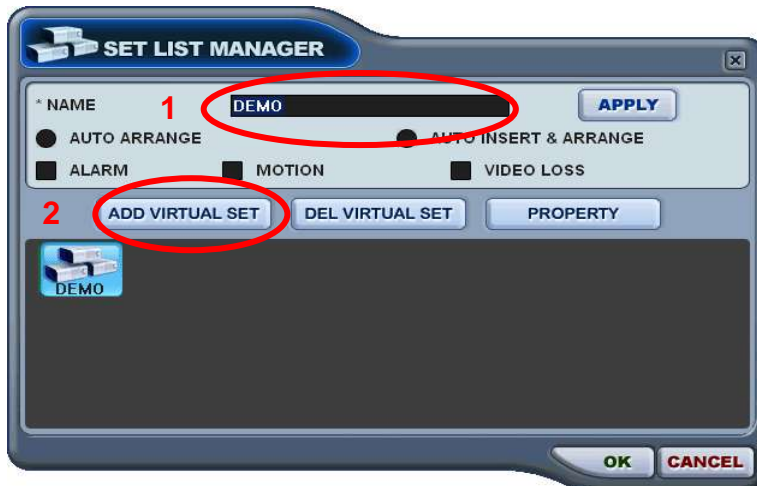 SET LIST MANAGER
* NAME 1 DEMO APPLY
AUTO ARRANGE AUTO INSERT & ARRANGE
ALARM MOTION VIDEO LOSS
2 ADD VIRTUAL SET DEL VIRTUAL SET PROPERTY
DEMO
OK CANCEL